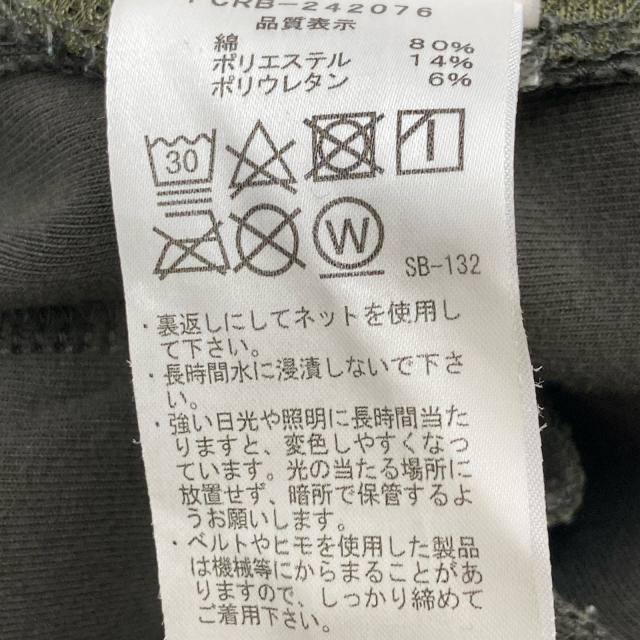 FCRB-242076
品質表示
綿 80%
ポリエステル 14%
ポリウレタン 6%
30
W
SB-132
・裏返しにしてネットを使用し
て下さい。
・長時間水に浸漬しないで下さ
い。
・強い日光や照明に長時間当た
りますと、変色しやすくなっ
ています。光の当たる場所に
放置せず、暗所で保管するよ
うお願いします。
・ベルトやヒモを使用した製品
は機械等にからまることがあ
りますので、しっかり締めて
ご着用下さい。